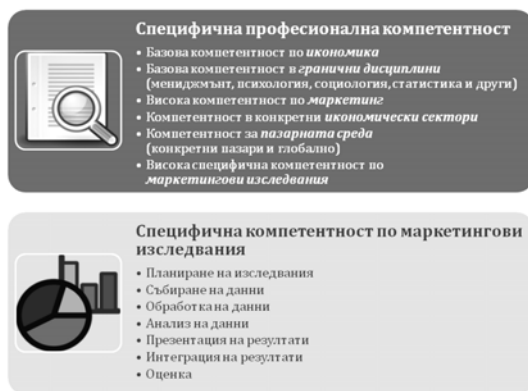 Специфична професионална компетентност
• Базова компетентност по икономика
• Базова компетентност в гранични дисциплини
(мениджмънт, психология, социология, статистика и други)
• Висока компетентност по маркетинг
• Компетентност в конкретни икономически сектори
• Компетентност за пазарната среда
(конкретни пазари и глобално)
• Висока специфична компетентност по
маркетингови изследвания
Специфична компетентност по маркетингови
изследвания
• Планиране на изследвания
• Събиране на данни
• Обработка на данни
• Анализ на данни
• Презентация на резултати
• Интеграция на резултати
• Оценка